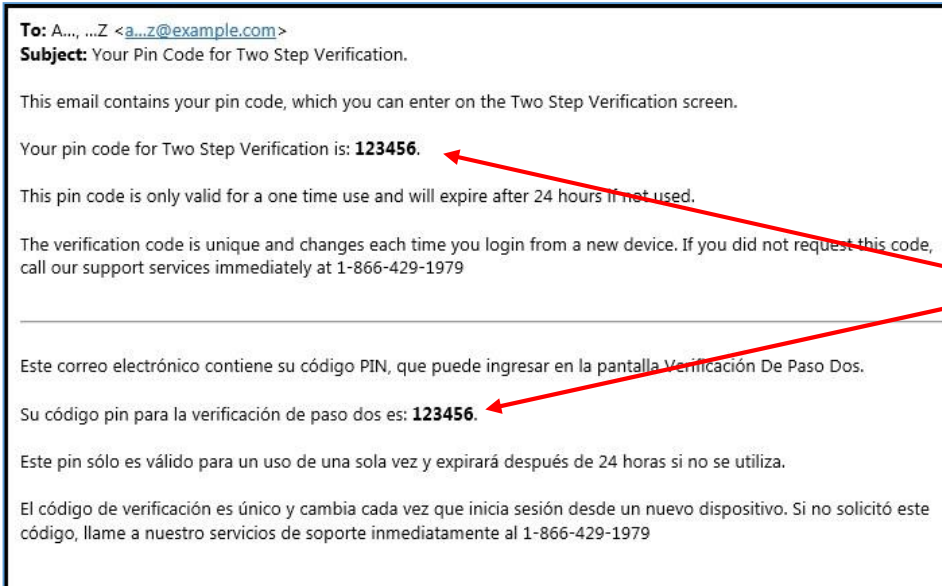 To: A..., ...Z <a...z@example.com>
Subject: Your Pin Code for Two Step Verification.
This email contains your pin code, which you can enter on the Two Step Verification screen.
Your pin code for Two Step Verification is: 123456.
This pin code is only valid for a one time use and will expire after 24 hours if not used.
The verification code is unique and changes each time you login from a new device. If you did not request this code,
call our support services immediately at 1-866-429-1979
Este correo electrónico contiene su código PIN, que puede ingresar en la pantalla Verificación De Paso Dos.
Su código pin para la verificación de paso dos es: 123456.
Este pin sólo es válido para un uso de una sola vez y expirará después de 24 horas si no se utiliza.
El código de verificación es único y cambia cada vez que inicia sesión desde un nuevo dispositivo. Si no solicitó este
código, llame a nuestro servicios de soporte inmediatamente al 1-866-429-1979